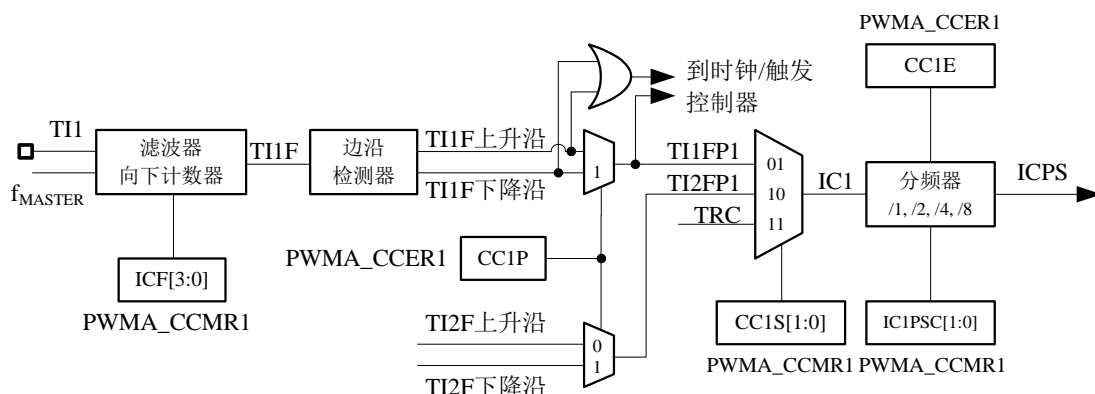 PWMA_CCER1
CC1E
到时钟/触发
控制器
TI1
滤波器
向下计数器
TI1F
边沿
检测器
TI1F上升沿
TI1F下降沿
1
TI1FP1
TI2FP1
TRC
01
10
11
IC1
分频器
/1, /2, /4, /8
ICPS
fMASTER
PWMA_CCER1
CC1P
ICF[3:0]
PWMA_CCMR1
TI2F上升沿
TI2F下降沿
0
1
CC1S[1:0]
PWMA_CCMR1
IC1PSC[1:0]
PWMA_CCMR1